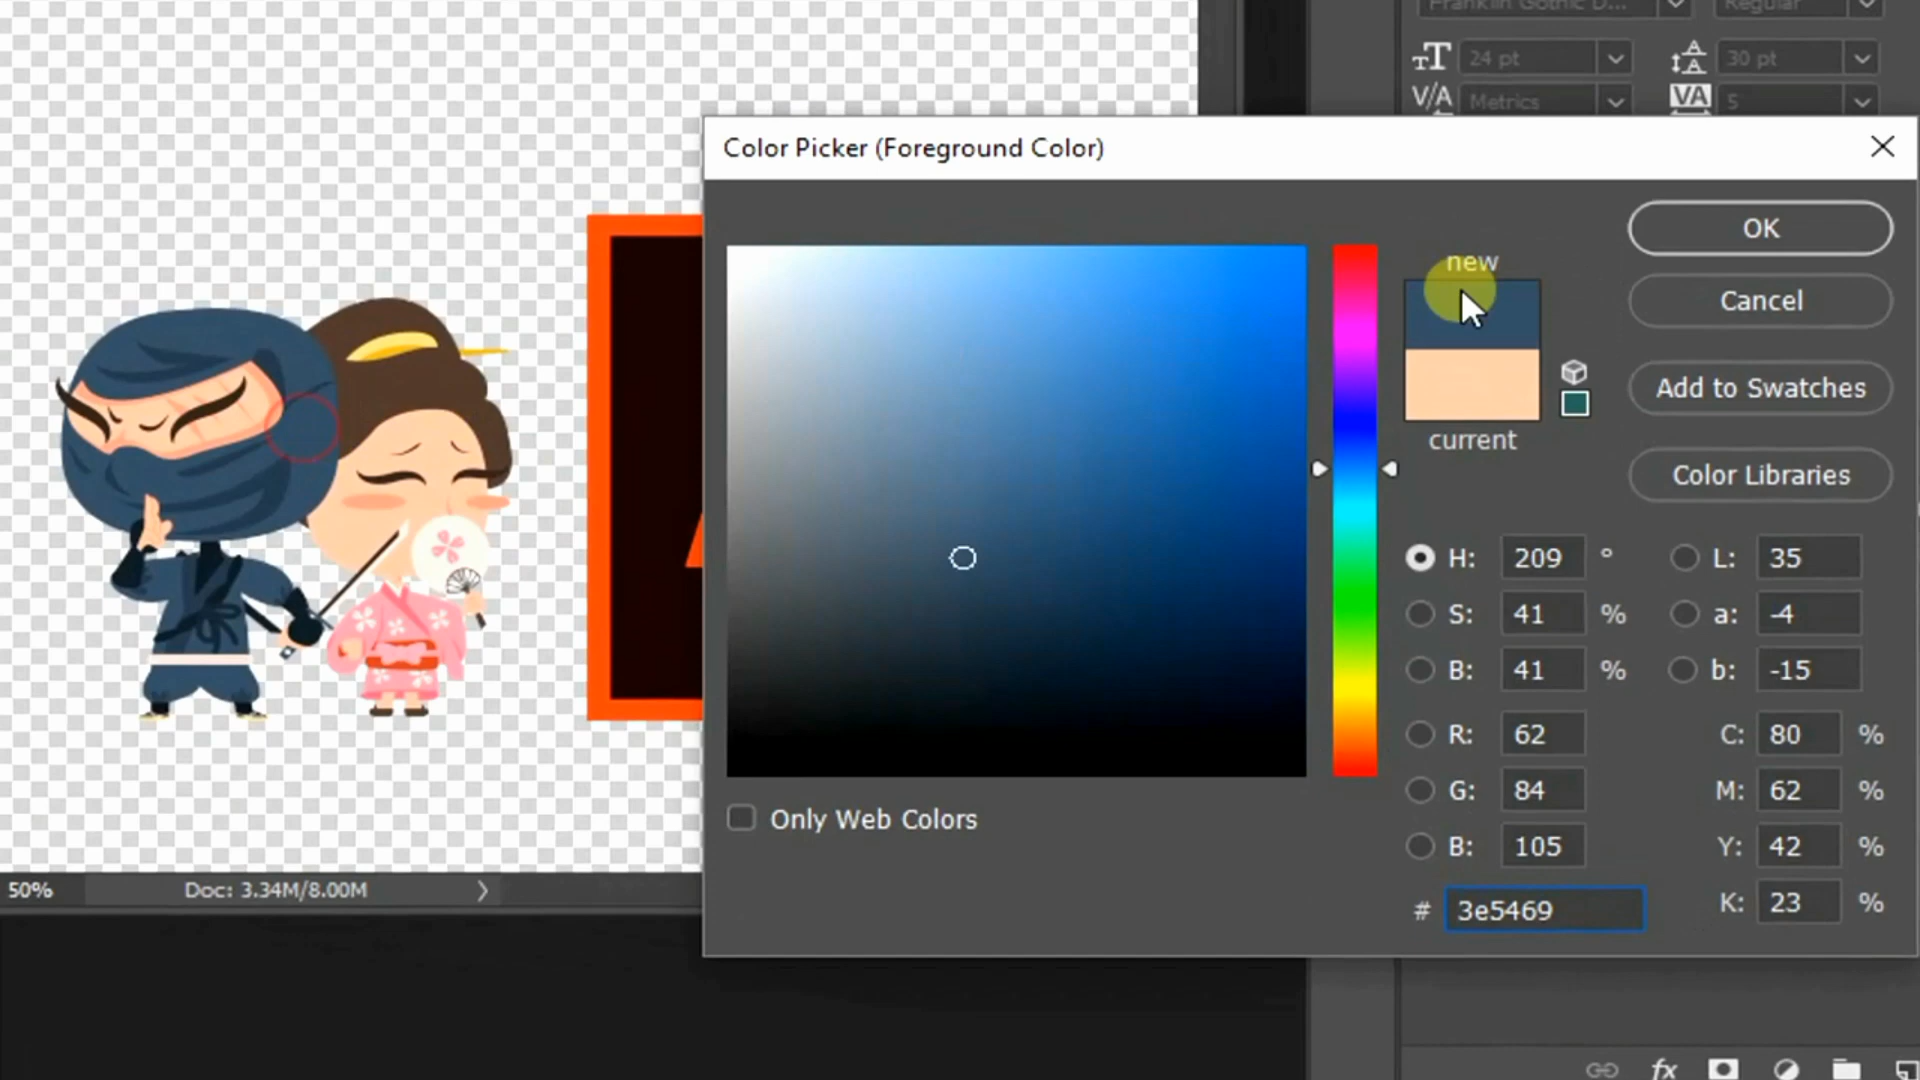 Franklin Gothic D...
Regular
24 pt
30 pt
V/A
Metrics
VA
5
Color Picker (Foreground Color)
OK
new
Cancel
Add to Swatches
current
Color Libraries
H: 209 °
L: 35
S: 41 %
a: -4
B: 41 %
b: -15
R: 62
C: 80 %
G: 84
M: 62 %
Only Web Colors
B: 105
Y: 42 %
# 3e5469
K: 23 %
50%
Doc: 3.34M/8.00M
fx